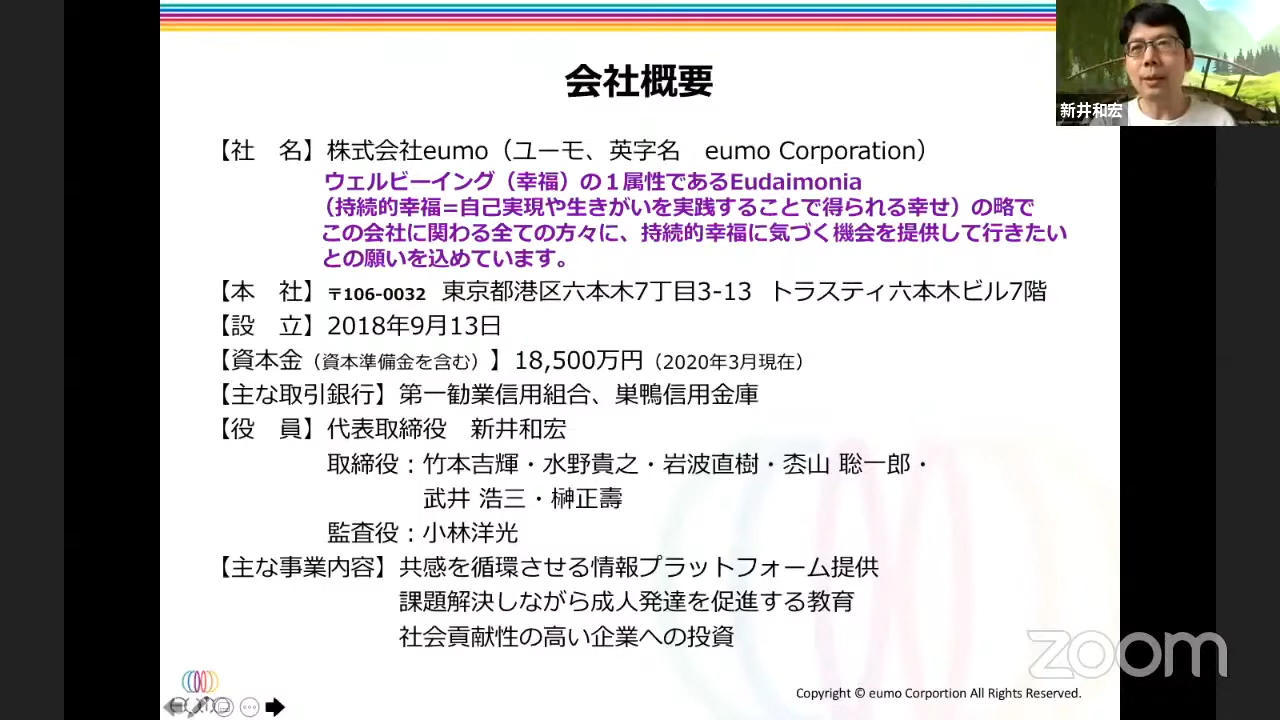 会社概要
新井和宏
【社　名】株式会社eumo（ユーモ、英字名　eumo Corporation）
ウェルビーイング（幸福）の１属性であるEudaimonia
（持続的幸福=自己実現や生きがいを実践することで得られる幸せ）の略で
この会社に関わる全ての方々に、持続的幸福に気づく機会を提供して行きたい
との願いを込めています。
【本　社】〒106-0032　東京都港区六本木7丁目3-13　トラスティ六本木ビル7階
【設　立】2018年9月13日
【資本金（資本準備金を含む）】18,500万円（2020年3月現在）
【主な取引銀行】第一勧業信用組合、巣鴨信用金庫
【役　員】代表取締役　新井和宏
取締役：竹本吉輝・水野貴之・岩波直樹・枩山 聡一郎・
武井 浩三・榊正壽
監査役：小林洋光
【主な事業内容】共感を循環させる情報プラットフォーム提供
課題解決しながら成人発達を促進する教育
社会貢献性の高い企業への投資
zoom
Copyright © eumo Corportion All Rights Reserved.